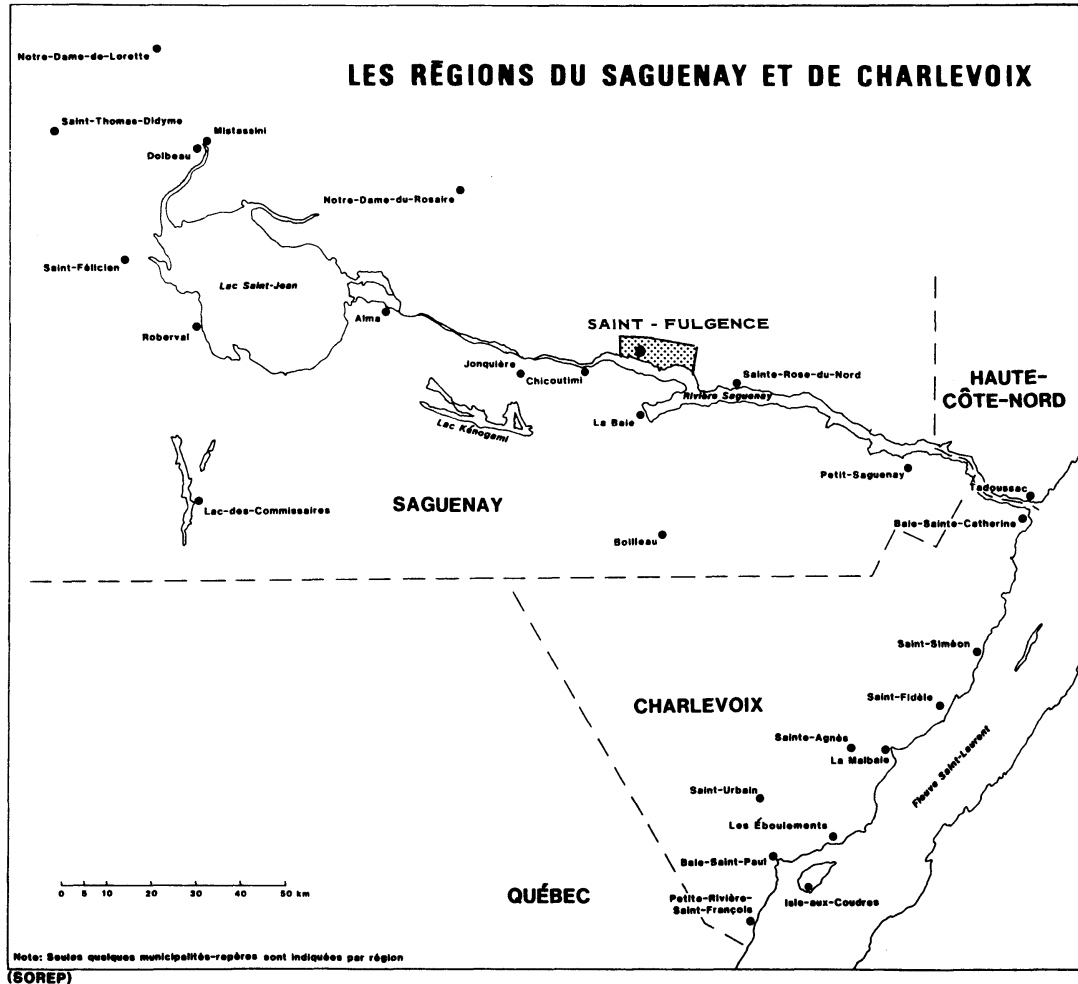 LES RÉGIONS DU SAGUENAY ET DE CHARLEVOIX
Notre-Dame-de-Lorette
Saint-Thomas-Didyme
Mistassini
Dolbeau
Notre-Dame-du-Rosaire
Saint-Félicien
Lac Saint-Jean
Roberval
Alma
SAINT - FULGENCE
Jonquière
Chicoutimi
Sainte-Rose-du-Nord
Rivière Saguenay
HAUTE-
CÔTE-NORD
La Baie
Lac Kénogami
Petit-Saguenay
Tadoussac
Lac-des-Commissaires
SAGUENAY
Baie-Sainte-Catherine
Boilleau
Saint-Siméon
Saint-Fidèle
CHARLEVOIX
Sainte-Agnès
La Malbaie
Fleuve Saint-Laurent
Saint-Urbain
Les Éboulements
Baie-Saint-Paul
QUÉBEC
Petite-Rivière-
Saint-François
Isle-aux-Coudres
0 5 10 20 30 50 km
Note: Seules quelques municipalités-repères sont indiquées par région
(SOREP)